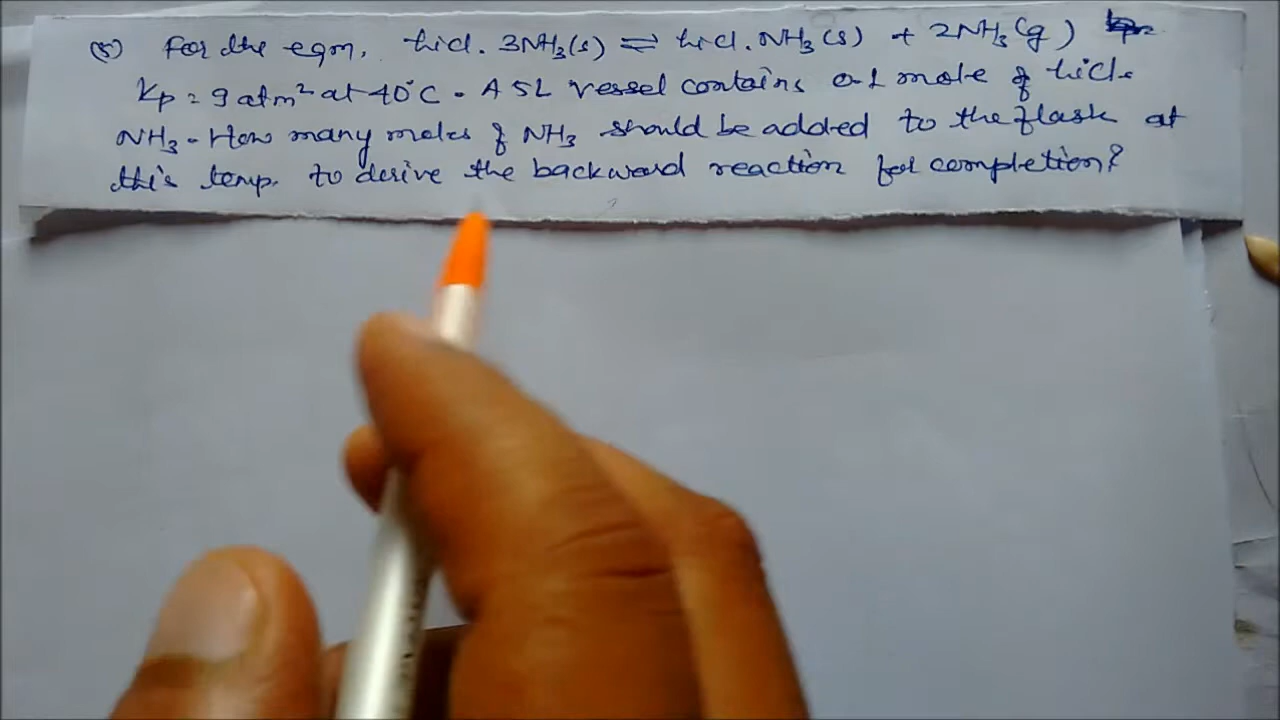 (5) For the eqm, LiCl. 3NH₃(s) ⇌ LiCl. NH₃(s) + 2NH₃(g)
Kp = 9 atm² at 40°C. A 5L vessel contains 0.1 mole of LiCl.
NH₃. How many moles of NH₃ should be added to the flask at
this temp. to derive the backward reaction for completion?